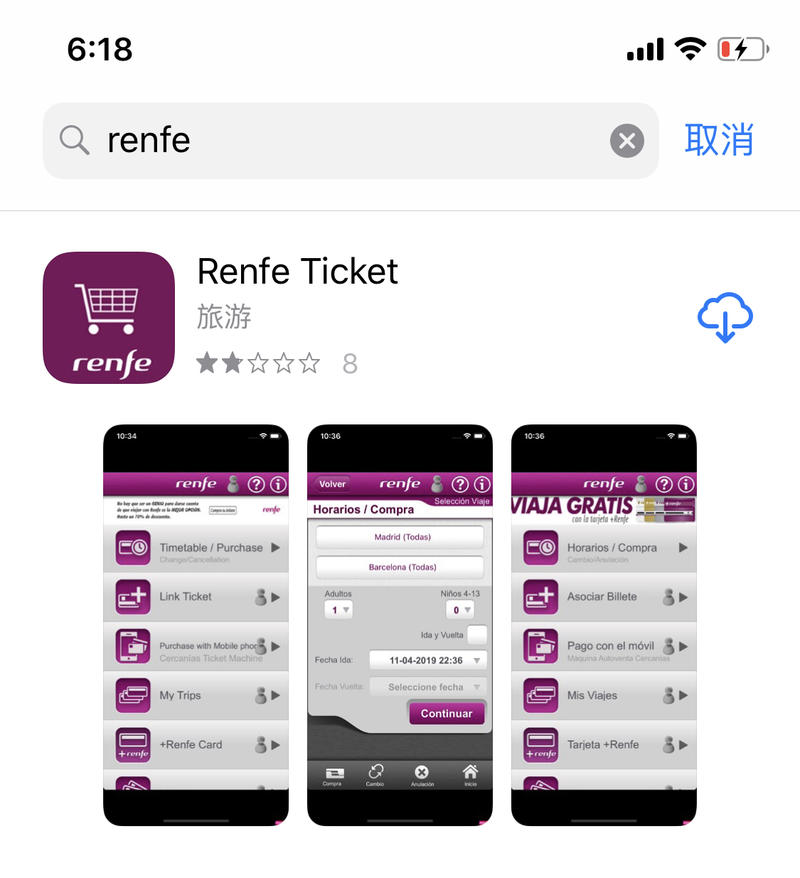 6:18
renfe
取消
Renfe Ticket
旅游
8
renfe
10:34
renfe
No hay que ser un GENIO para darse cuenta
de que viajar con Renfe es la MEJOR OPCIÓN.
Hasta un 70% de descuento.
renfe
Timetable / Purchase
Change/Cancellation
Link Ticket
Purchase with Mobile phon
Cercanías Ticket Machine
My Trips
+Renfe Card
+renfe
10:36
Volver
renfe
Selección Viaje
Horarios / Compra
Madrid (Todas)
Barcelona (Todas)
Adultos
Niños 4-13
1
0
Ida y Vuelta
Fecha Ida:
11-04-2019 22:36
Fecha Vuelta:
Seleccione fecha
Continuar
Compra
Cambio
Anulación
Inicio
10:36
renfe
VIAJA GRATIS
con la tarjeta +Renfe
Horarios / Compra
Cambio/Anulación
Asociar Billete
Pago con el móvil
Máquina Autoventa Cercanías
Mis Viajes
Tarjeta +Renfe
+renfe